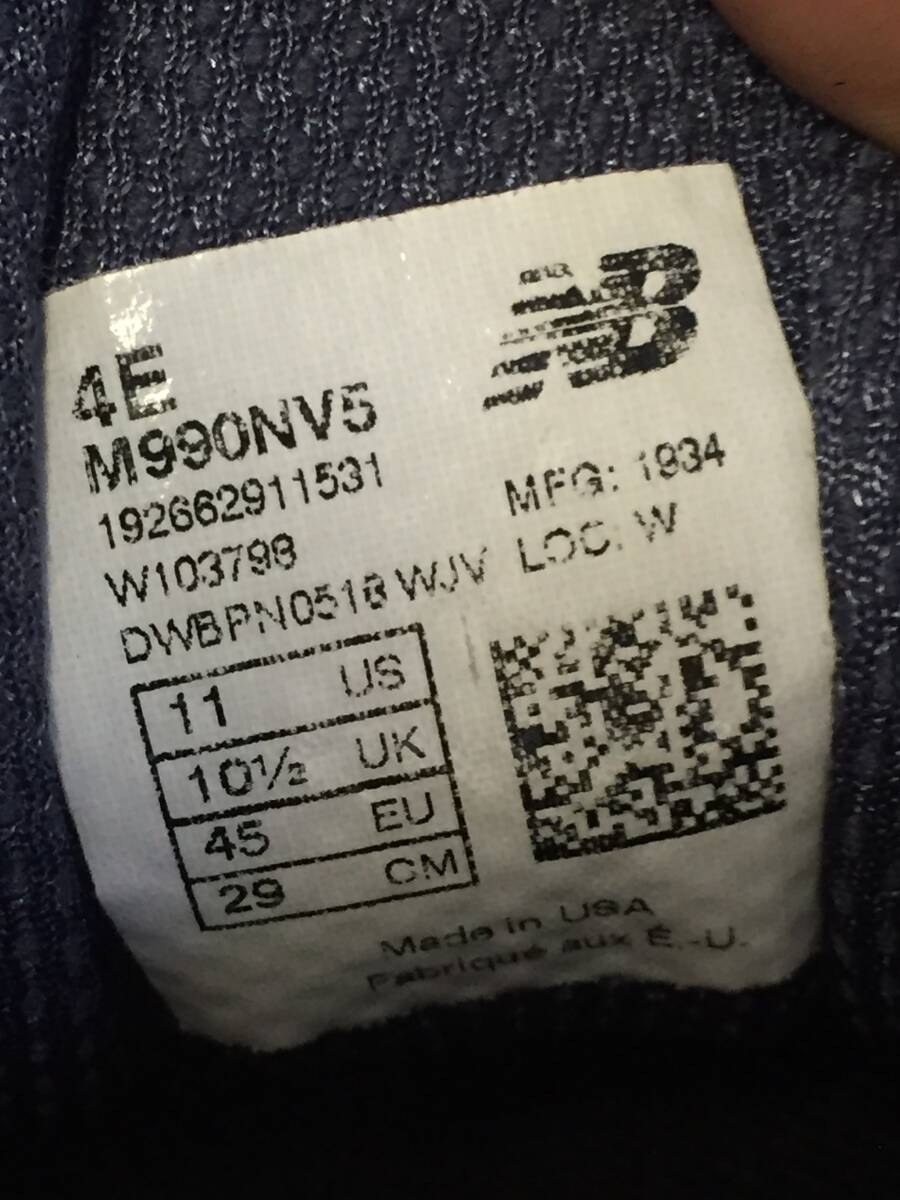 NB
4E
M990NV5
192662911531
MFG: 1934
W103798
LOC: W
DWBPN0518 WJV
11 US
10½ UK
45 EU
29 CM
Made in USA
Fabriqué aux É.-U.